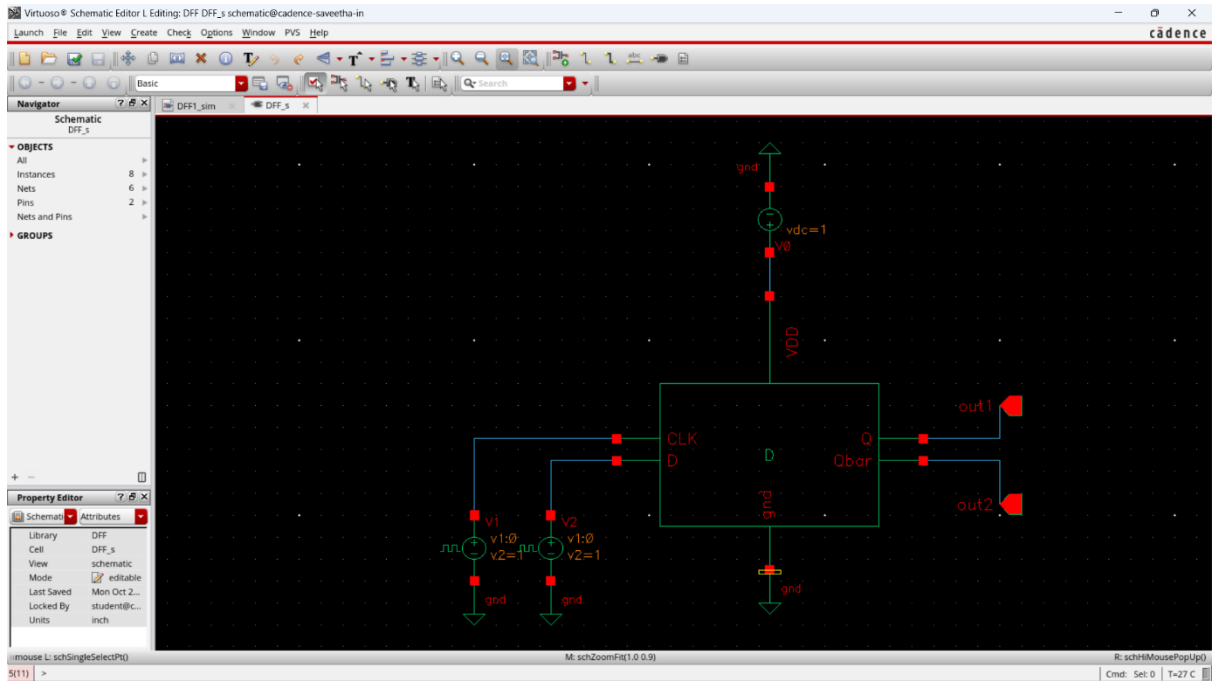 Virtuoso® Schematic Editor L Editing: DFF DFF_s schematic@cadence-saveetha-in
Launch File Edit View Create Check Options Window PVS Help
cādence
Basic
Search
Navigator
DFF1_sim
DFF_s
Schematic
DFF_s
OBJECTS
All
Instances 8
Nets 6
Pins 2
Nets and Pins
GROUPS
gnd
vdc=1
V0
VDD
out1
CLK
Q
D
D
Qbar
gnd
out2
V1
V2
v1:0
v1:0
v2=1
v2=1
gnd
gnd
gnd
Property Editor
Schemati Attributes
Library DFF
Cell DFF_s
View schematic
Mode editable
Last Saved Mon Oct 2...
Locked By student@c...
Units inch
mouse L: schSingleSelectPt()
M: schZoomFit(1.0 0.9)
R: schHiMousePopUp()
5(11) >
Cmd: Sel: 0 T=27 C